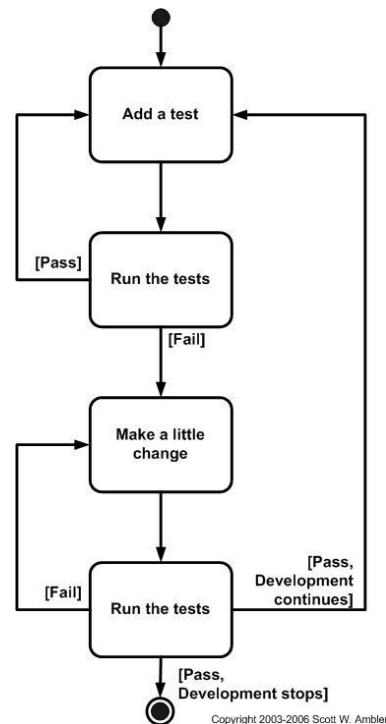 Add a test
[Pass]
Run the tests
[Fail]
Make a little
change
[Fail]
Run the tests
[Pass,
Development
continues]
[Pass,
Development stops]
Copyright 2003-2006 Scott W. Ambler